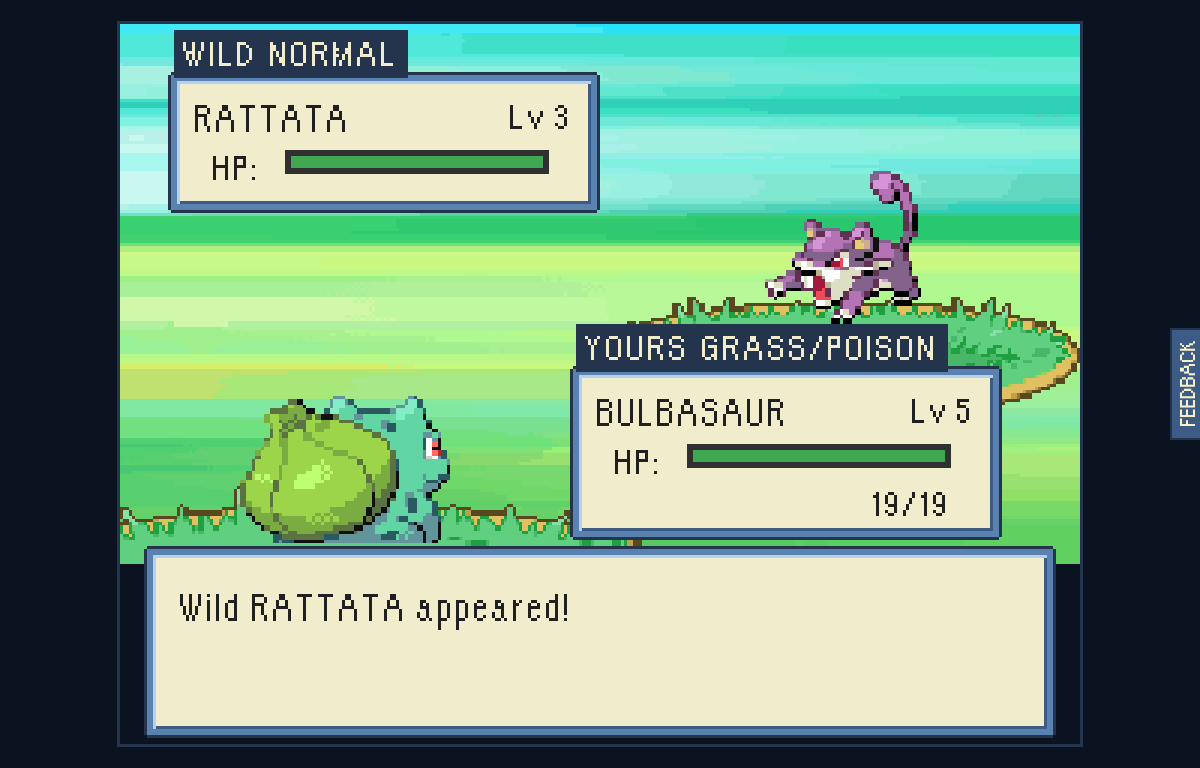 WILD NORMAL
RATTATA Lv 3
HP:
YOURS GRASS/POISON
BULBASAUR Lv 5
HP:
19/19
Wild RATTATA appeared!
FEEDBACK